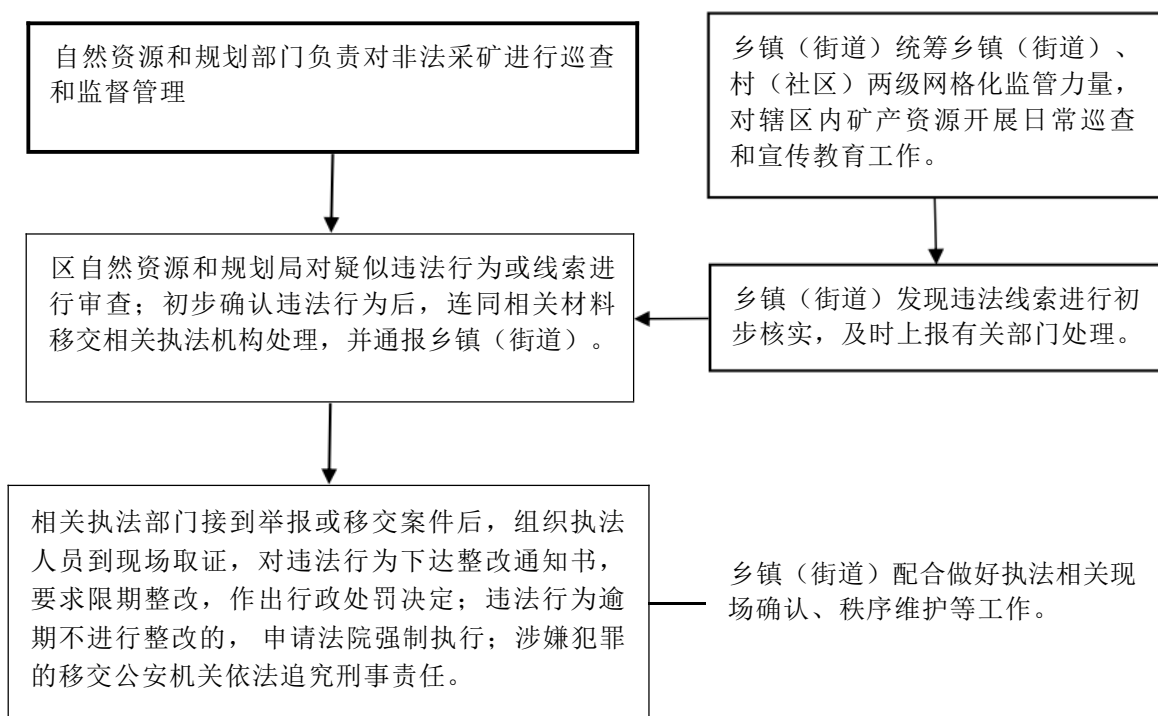 自然资源和规划部门负责对非法采矿进行巡查
和监督管理
乡镇（街道）统筹乡镇（街道）、
村（社区）两级网格化监管力量，
对辖区内矿产资源开展日常巡查
和宣传教育工作。
区自然资源和规划局对疑似违法行为或线索进
行审查；初步确认违法行为后，连同相关材料
移交相关执法机构处理，并通报乡镇（街道）。
乡镇（街道）发现违法线索进行初
步核实，及时上报有关部门处理。
相关执法部门接到举报或移交案件后，组织执法
人员到现场取证，对违法行为下达整改通知书，
要求限期整改，作出行政处罚决定；违法行为逾
期不进行整改的， 申请法院强制执行；涉嫌犯罪
的移交公安机关依法追究刑事责任。
乡镇（街道）配合做好执法相关现
场确认、秩序维护等工作。